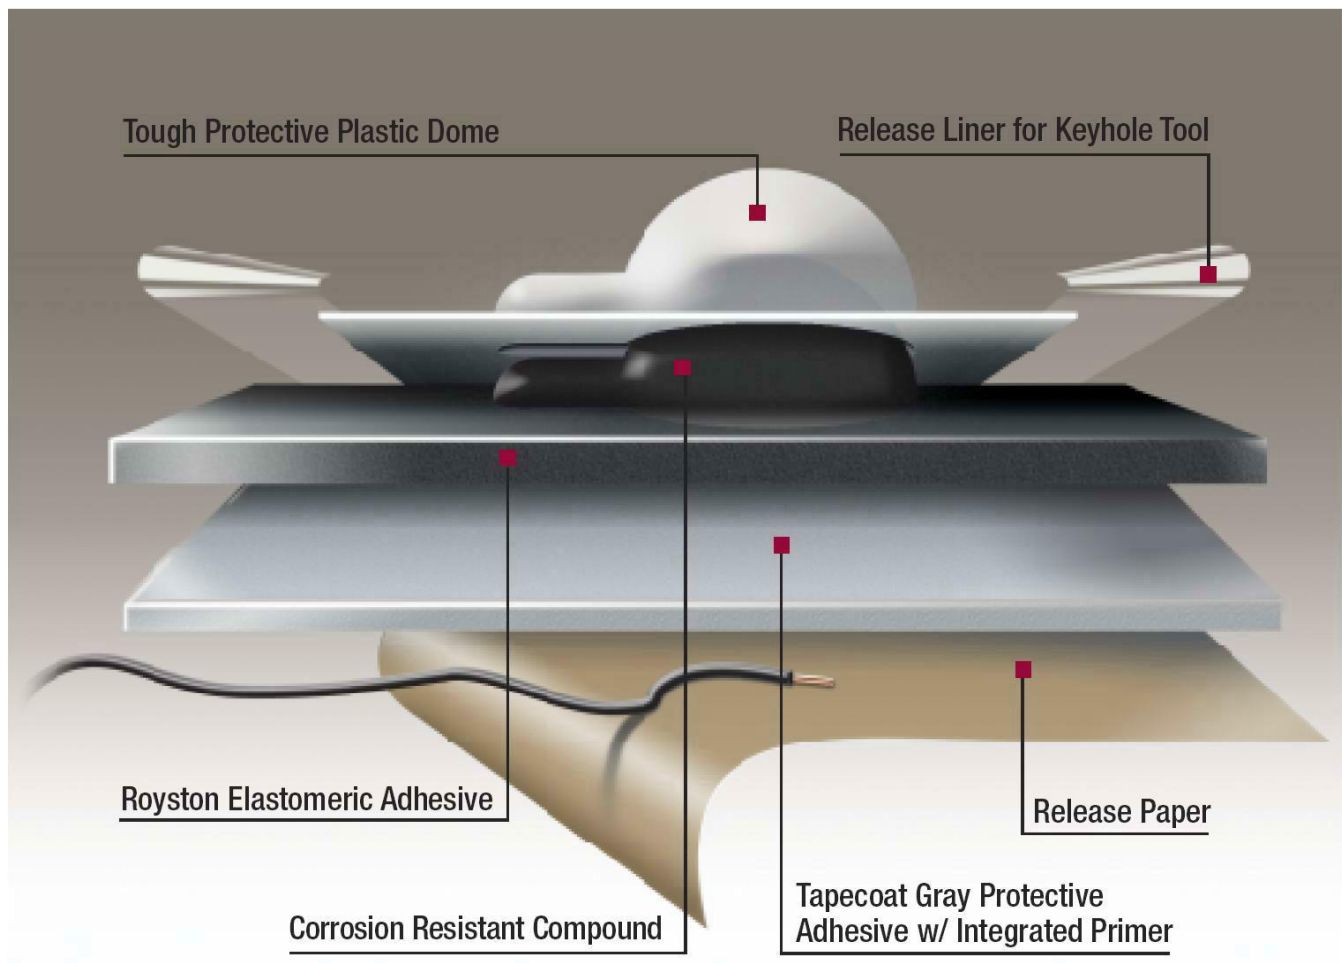 Tough Protective Plastic Dome
Release Liner for Keyhole Tool
Royston Elastomeric Adhesive
Release Paper
Corrosion Resistant Compound
Tapecoat Gray Protective
Adhesive w/ Integrated Primer